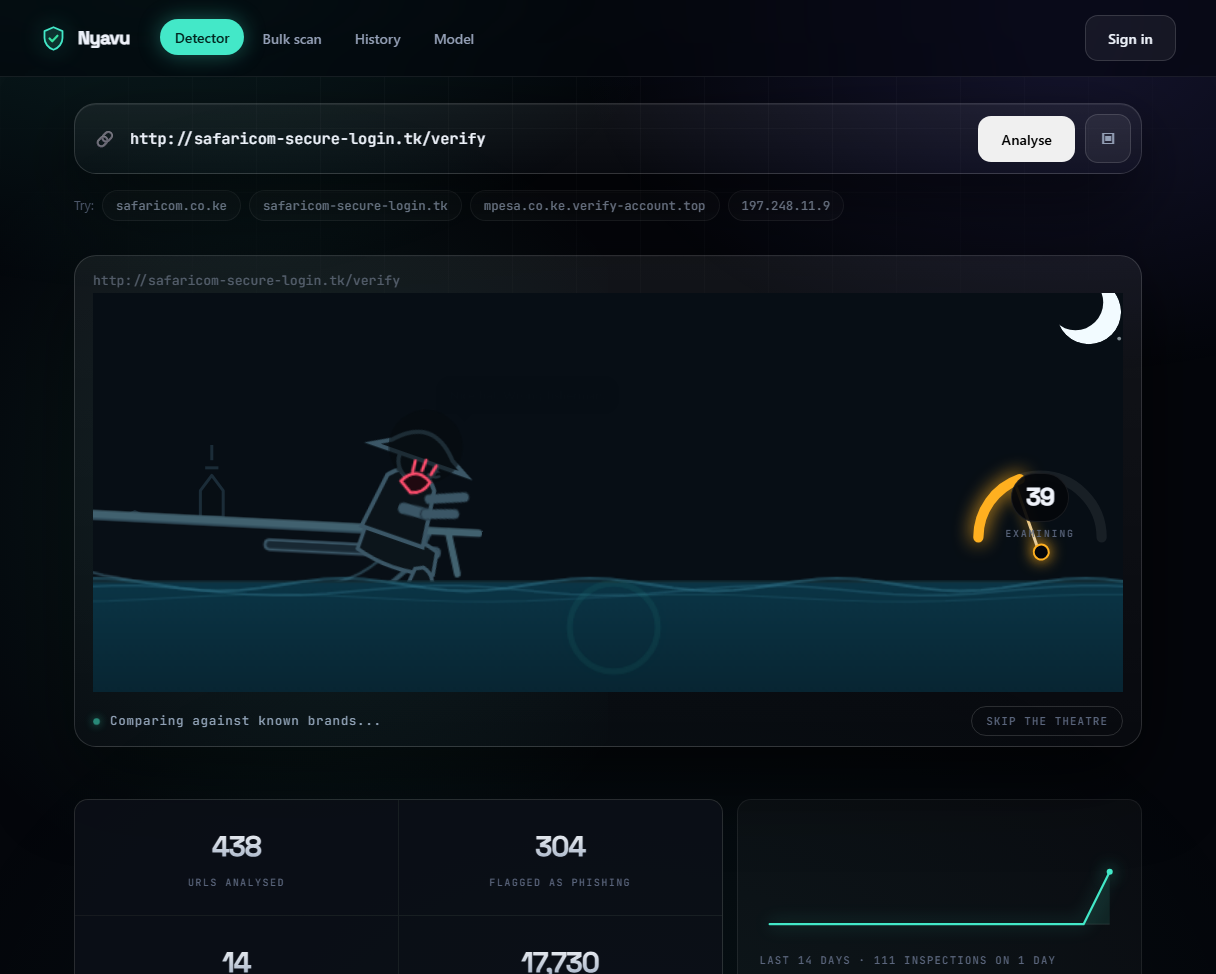 Nyavu
Detector
Bulk scan
History
Model
Sign in
http://safaricom-secure-login.tk/verify
Analyse
Try:
safaricom.co.ke
safaricom-secure-login.tk
mpesa.co.ke.verify-account.top
197.248.11.9
http://safaricom-secure-login.tk/verify
39
EXAMINING
Comparing against known brands...
SKIP THE THEATRE
438
URLS ANALYSED
304
FLAGGED AS PHISHING
14
17,730
LAST 14 DAYS · 111 INSPECTIONS ON 1 DAY